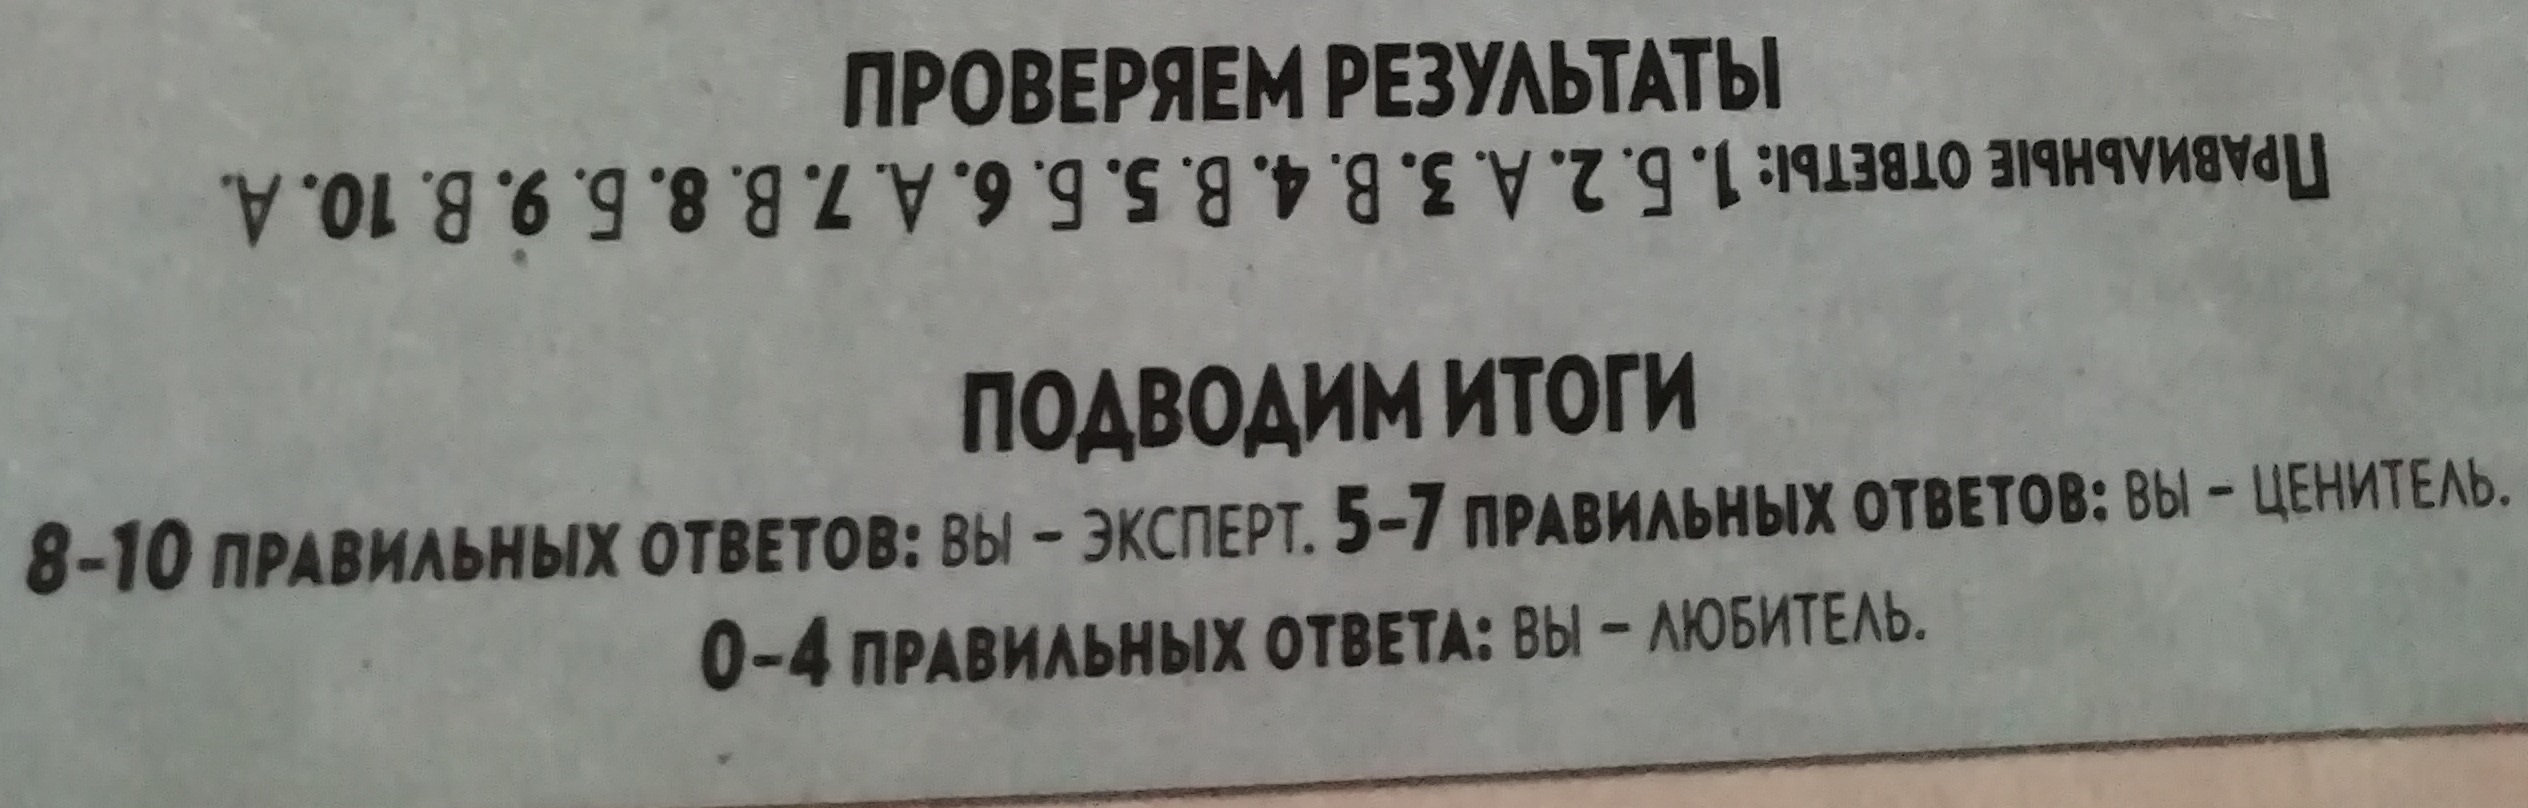 ПРОВЕРЯЕМ РЕЗУЛЬТАТЫ
ПРАВИЛЬНЫЕ ОТВЕТЫ: 1. Б. 2. А. 3. В. 4. В. 5. Б. 6. А. 7. В. 8. Б. 9. В. 10. А.
ПОДВОДИМ ИТОГИ
8–10 ПРАВИЛЬНЫХ ОТВЕТОВ: ВЫ – ЭКСПЕРТ. 5–7 ПРАВИЛЬНЫХ ОТВЕТОВ: ВЫ – ЦЕНИТЕЛЬ.
0–4 ПРАВИЛЬНЫХ ОТВЕТА: ВЫ – ЛЮБИТЕЛЬ.